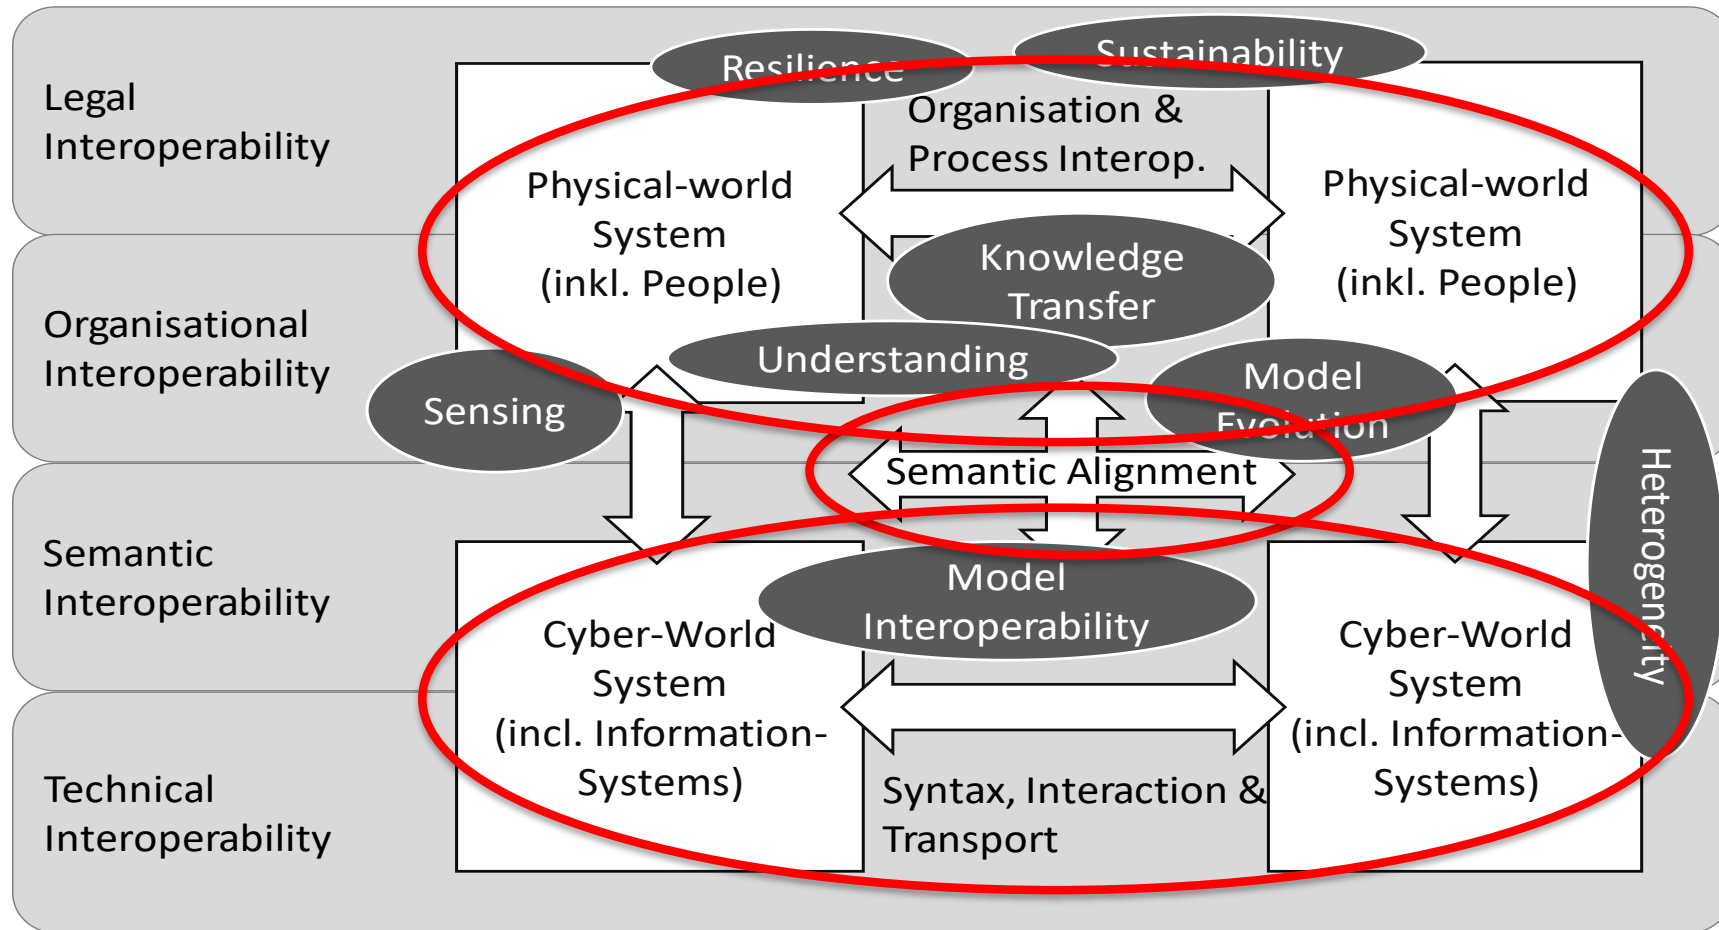 Resilience
Sustainability
Legal
Interoperability
Organisation &
Process Interop.
Physical-world
System
(inkl. People)
Physical-world
System
(inkl. People)
Knowledge
Transfer
Organisational
Interoperability
Understanding
Sensing
Model
Evolution
Semantic Alignment
Heterogeneity
Semantic
Interoperability
Model
Interoperability
Cyber-World
System
(incl. Information-
Systems)
Cyber-World
System
(incl. Information-
Systems)
Technical
Interoperability
Syntax, Interaction &
Transport